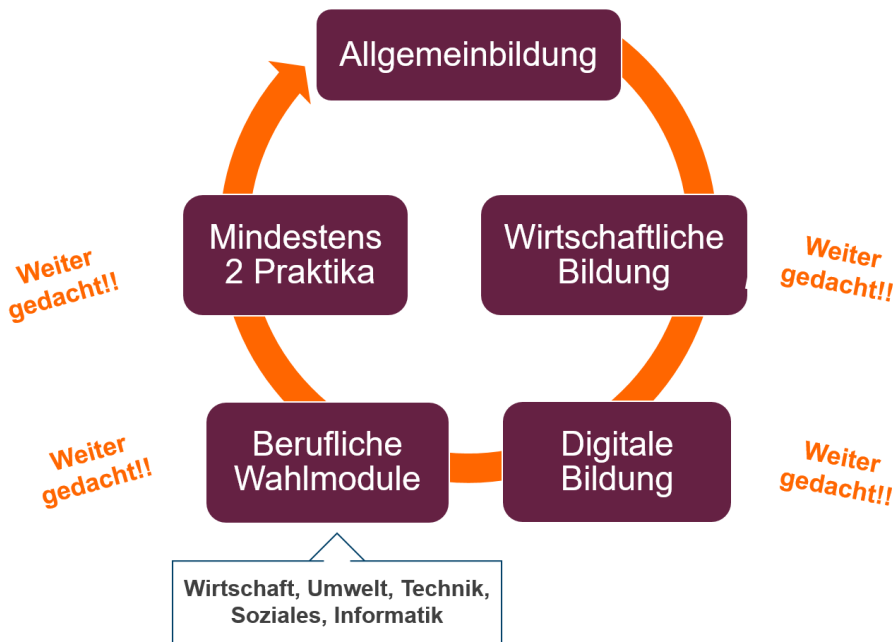 Allgemeinbildung
Mindestens
2 Praktika
Wirtschaftliche
Bildung
Weiter
gedacht!!
Weiter
gedacht!!
Berufliche
Wahlmodule
Digitale
Bildung
Weiter
gedacht!!
Weiter
gedacht!!
Wirtschaft, Umwelt, Technik,
Soziales, Informatik